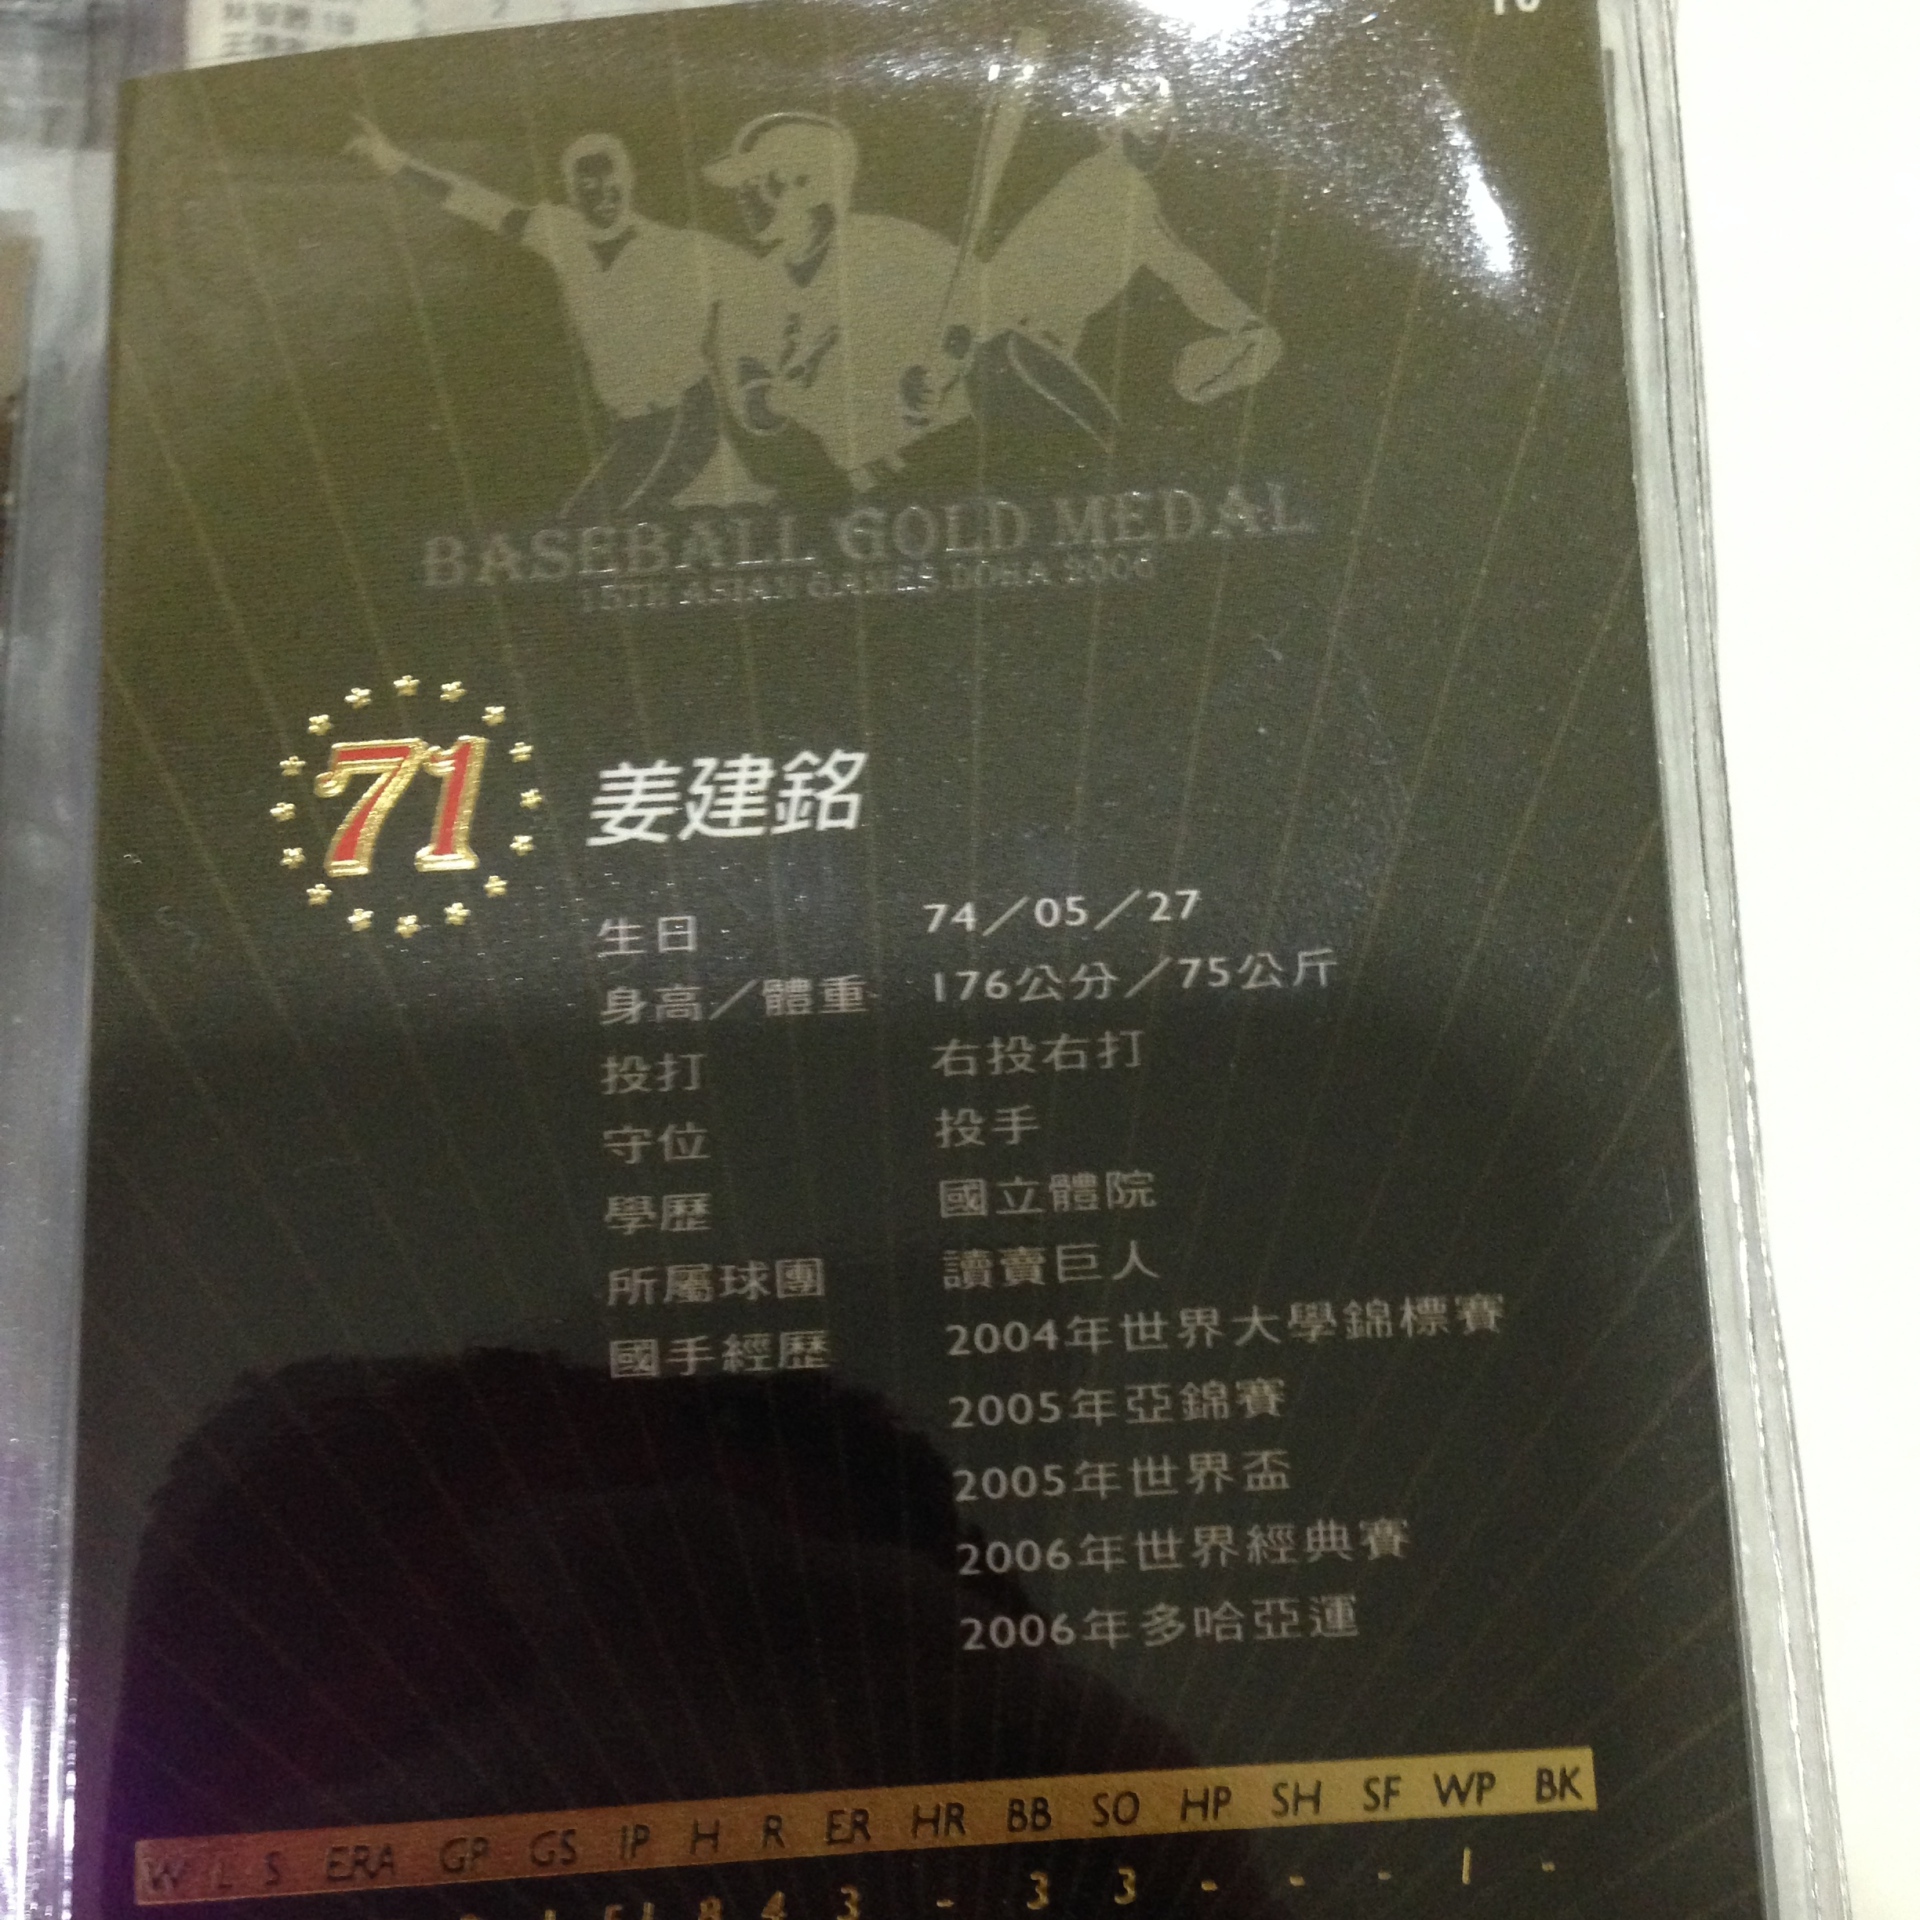 BASEBALL GOLD MEDAL
15TH ASIAN GAMES DOHA 2006
71 姜建銘
生日 74／05／27
身高／體重 176公分／75公斤
投打 右投右打
守位 投手
學歷 國立體院
所屬球團 讀賣巨人
國手經歷 2004年世界大學錦標賽
2005年亞錦賽
2005年世界盃
2006年世界經典賽
2006年多哈亞運
W L S ERA GP GS IP H R ER HR BB SO HP SH SF WP BK
8 4 3 - 3 3 - - - 1 -